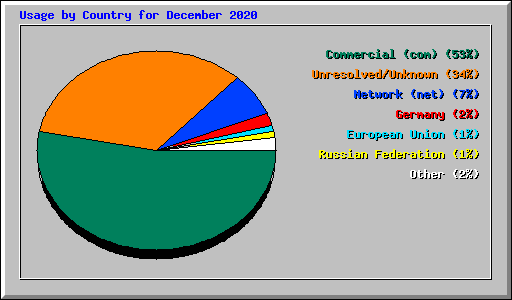 Usage by Country for December 2020
Commercial (com) (53%)
Unresolved/Unknown (34%)
Network (net) (7%)
Germany (2%)
European Union (1%)
Russian Federation (1%)
Other (2%)